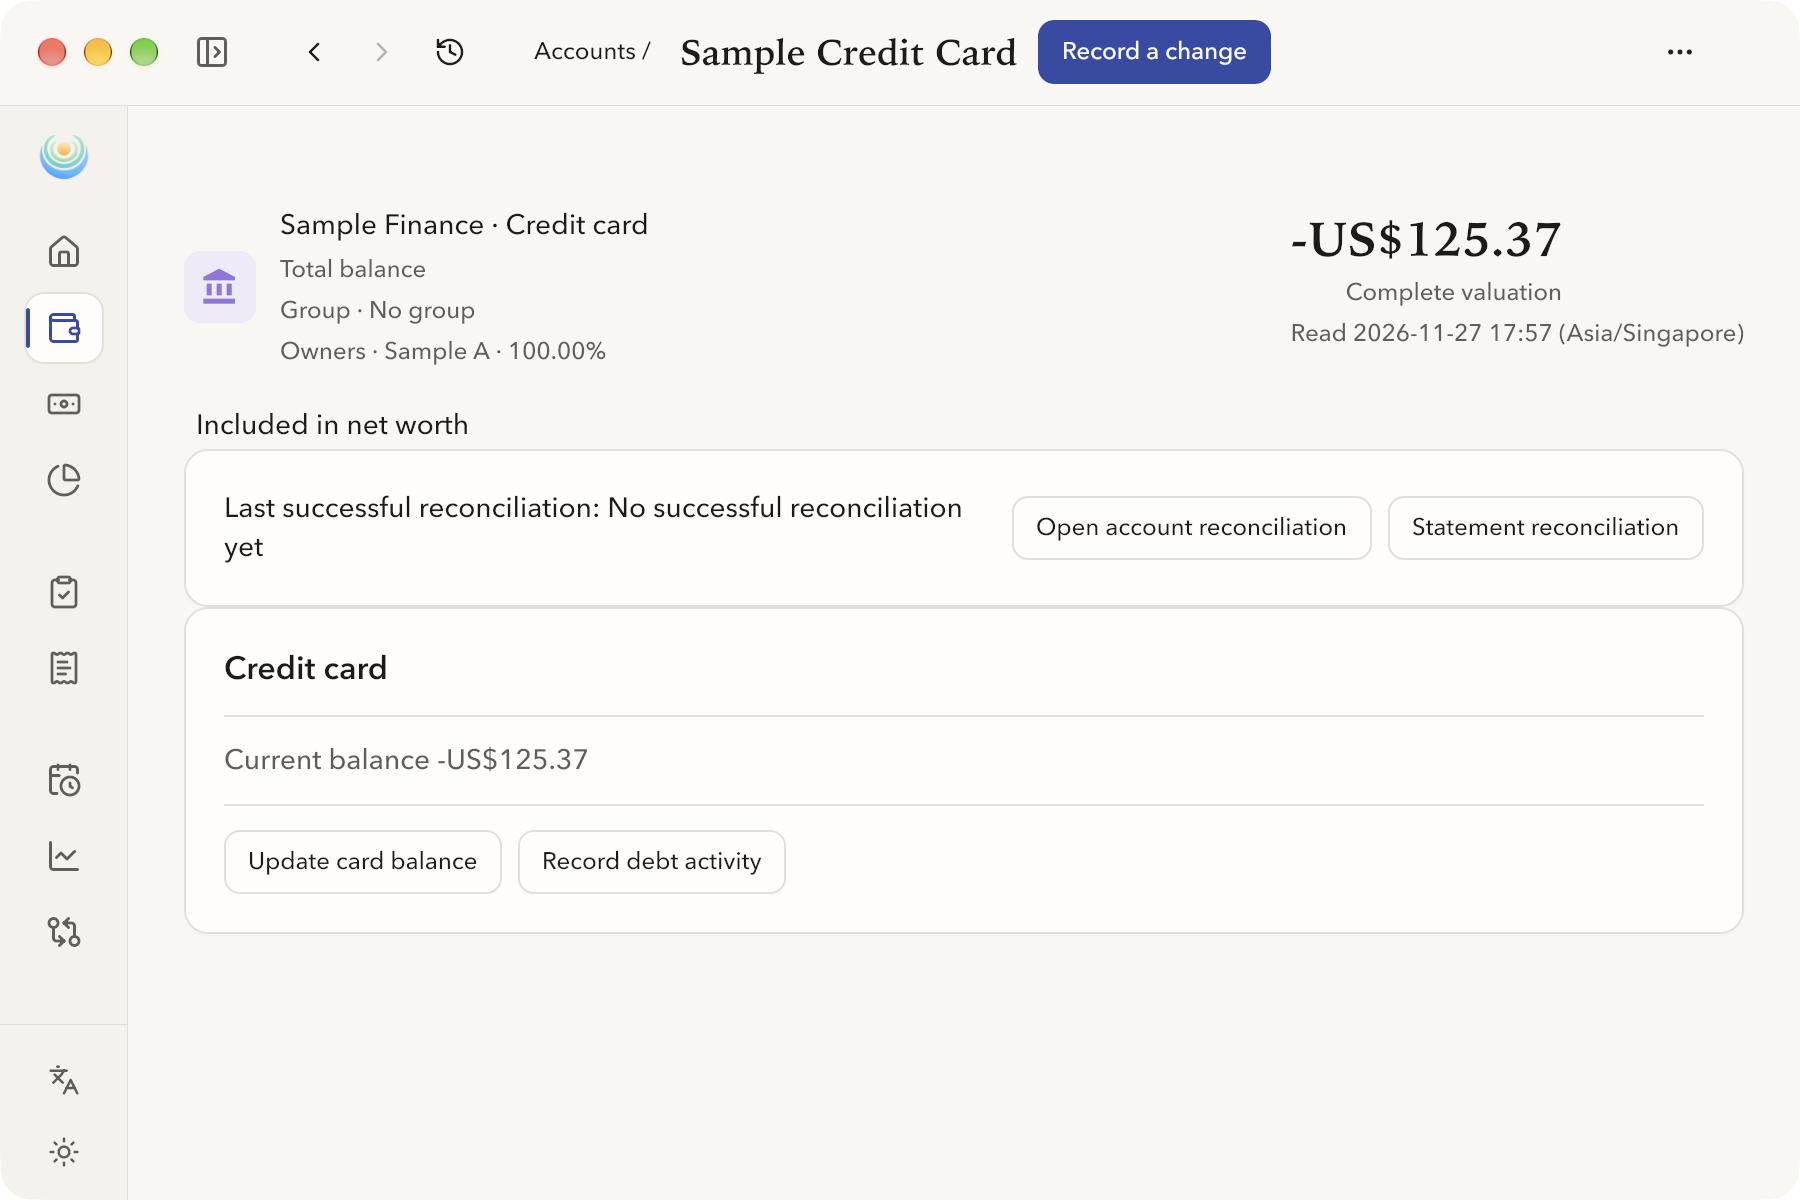 Accounts /
Sample Credit Card
Record a change
Sample Finance · Credit card
Total balance
Group · No group
Owners · Sample A · 100.00%
-US$125.37
Complete valuation
Read 2026-11-27 17:57 (Asia/Singapore)
Included in net worth
Last successful reconciliation: No successful reconciliation
yet
Open account reconciliation
Statement reconciliation
Credit card
Current balance -US$125.37
Update card balance
Record debt activity